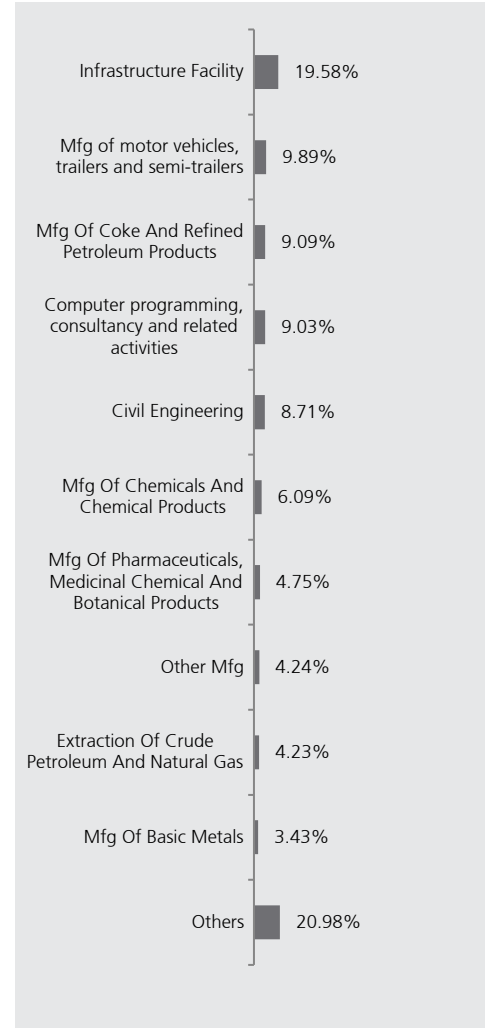 Infrastructure Facility 19.58%
Mfg of motor vehicles,
trailers and semi-trailers 9.89%
Mfg Of Coke And Refined
Petroleum Products 9.09%
Computer programming,
consultancy and related
activities 9.03%
Civil Engineering 8.71%
Mfg Of Chemicals And
Chemical Products 6.09%
Mfg Of Pharmaceuticals,
Medicinal Chemical And
Botanical Products 4.75%
Other Mfg 4.24%
Extraction Of Crude
Petroleum And Natural Gas 4.23%
Mfg Of Basic Metals 3.43%
Others 20.98%